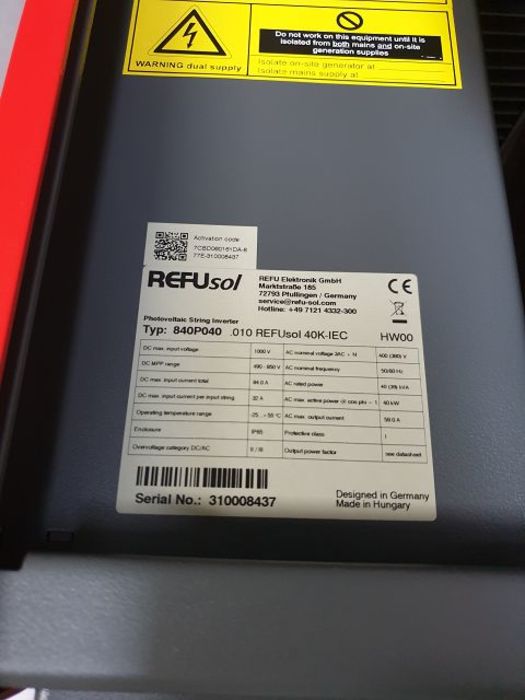 WARNING dual supply
Do not work on this equipment until it is
isolated from both mains and on-site
generation supplies
Isolate on-site generator at
Isolate mains supply at
Activation code
77E-310008437
REFUsol
REFU Elektronik GmbH
Marktstraße 185
72793 Pfullingen / Germany
service@refu-sol.com
Hotline: +49 7121 4332-300
CE
Photovoltaic String Inverter
Typ: 840P040 .010 REFUsol 40K-IEC HW00
DC max. input voltage 1000 V AC nominal voltage 3AC + N 400 (380) V
DC MPP range 490 - 850 V AC nominal frequency 50/60 Hz
DC max. input current total 84.0 A AC rated power 40 kVA
DC max. input current per input string 32 A AC max. active power @ cos phi = 1 40 kW
Operating temperature range -25...+55 °C AC max. output current 58.0 A
Enclosure IP65 Protective class I
Overvoltage category DC/AC II / III Output power factor see datasheet
Serial No.: 310008437
Designed in Germany
Made in Hungary